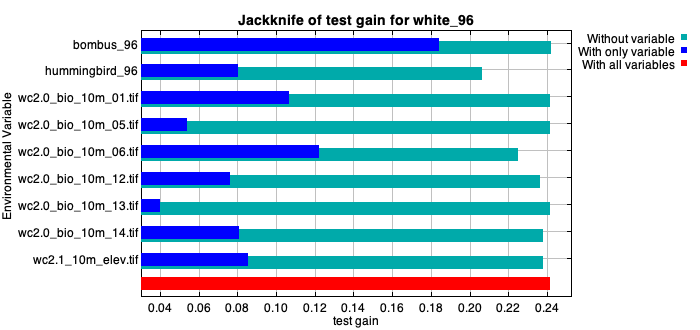 Jackknife of test gain for white_96
Without variable
With only variable
With all variables
Environmental Variable
bombus_96
hummingbird_96
wc2.0_bio_10m_01.tif
wc2.0_bio_10m_05.tif
wc2.0_bio_10m_06.tif
wc2.0_bio_10m_12.tif
wc2.0_bio_10m_13.tif
wc2.0_bio_10m_14.tif
wc2.1_10m_elev.tif
0.04 0.06 0.08 0.10 0.12 0.14 0.16 0.18 0.20 0.22 0.24
test gain